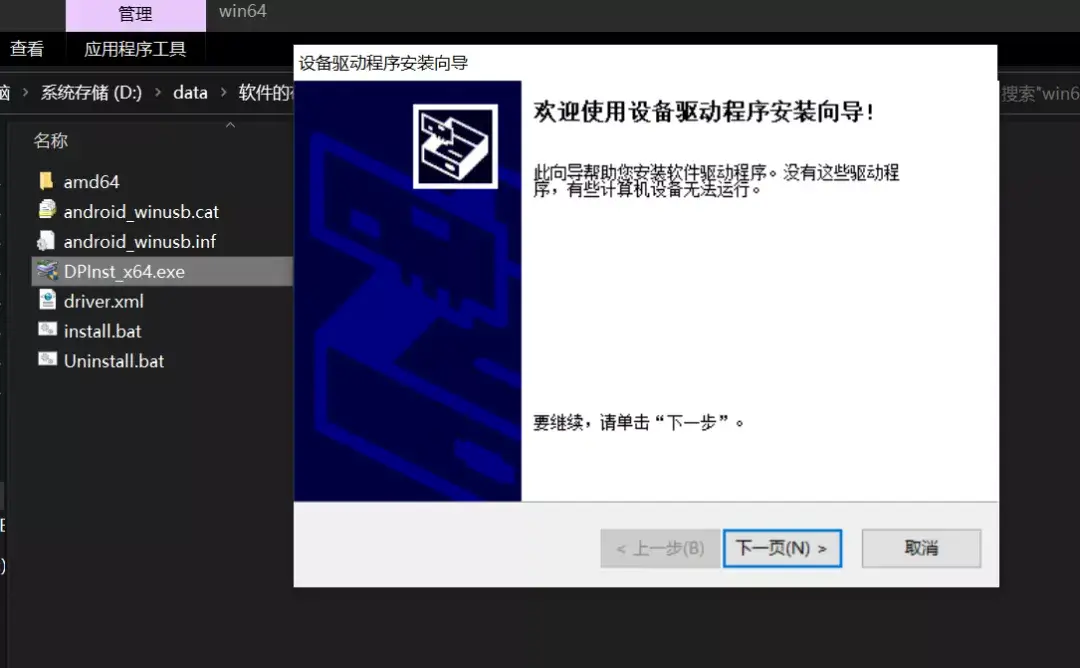 管理
win64
查看
应用程序工具
系统存储 (D:) > data > 软件的
搜索"win6
名称
amd64
android_winusb.cat
android_winusb.inf
DPInst_x64.exe
driver.xml
install.bat
Uninstall.bat
设备驱动程序安装向导
欢迎使用设备驱动程序安装向导!
此向导帮助您安装软件驱动程序。没有这些驱动程
序，有些计算机设备无法运行。
要继续，请单击“下一步”。
< 上一步(B)
下一页(N) >
取消